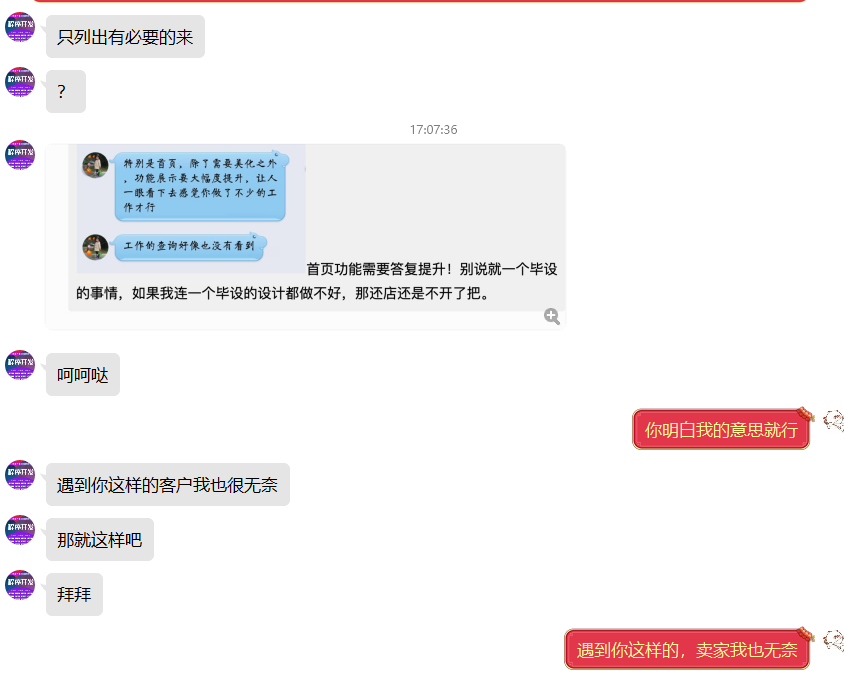 只列出有必要的来
?
17:07:36
特别是首页，除了需要美化之外
，功能展示要大幅度提升，让人
一眼看下去感觉你做了不少的工
作才行
工作的查询好像也没有看到
首页功能需要答复提升！别说就一个毕设
的事情，如果我连一个毕设的设计都做不好，那还店还是不开了把。
呵呵哒
你明白我的意思就行
遇到你这样的客户我也很无奈
那就这样吧
拜拜
遇到你这样的，卖家我也无奈